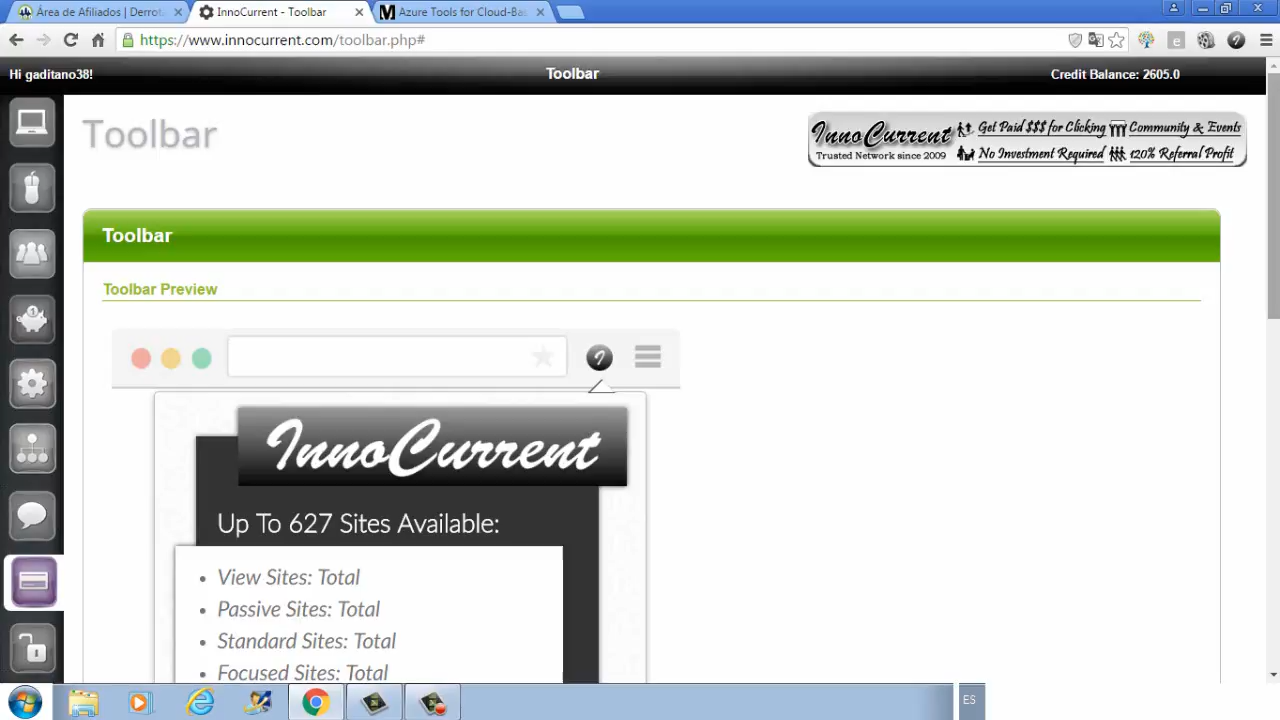 Área de Afiliados | Derrota
InnoCurrent - Toolbar
Azure Tools for Cloud-Bas
https://www.innocurrent.com/toolbar.php#
Hi gaditano38!
Toolbar
Credit Balance: 2605.0
Toolbar
InnoCurrent
Trusted Network since 2009
Get Paid $$$ for Clicking
Community & Events
No Investment Required
120% Referral Profit
Toolbar
Toolbar Preview
InnoCurrent
Up To 627 Sites Available:
• View Sites: Total
• Passive Sites: Total
• Standard Sites: Total
• Focused Sites: Total
ES